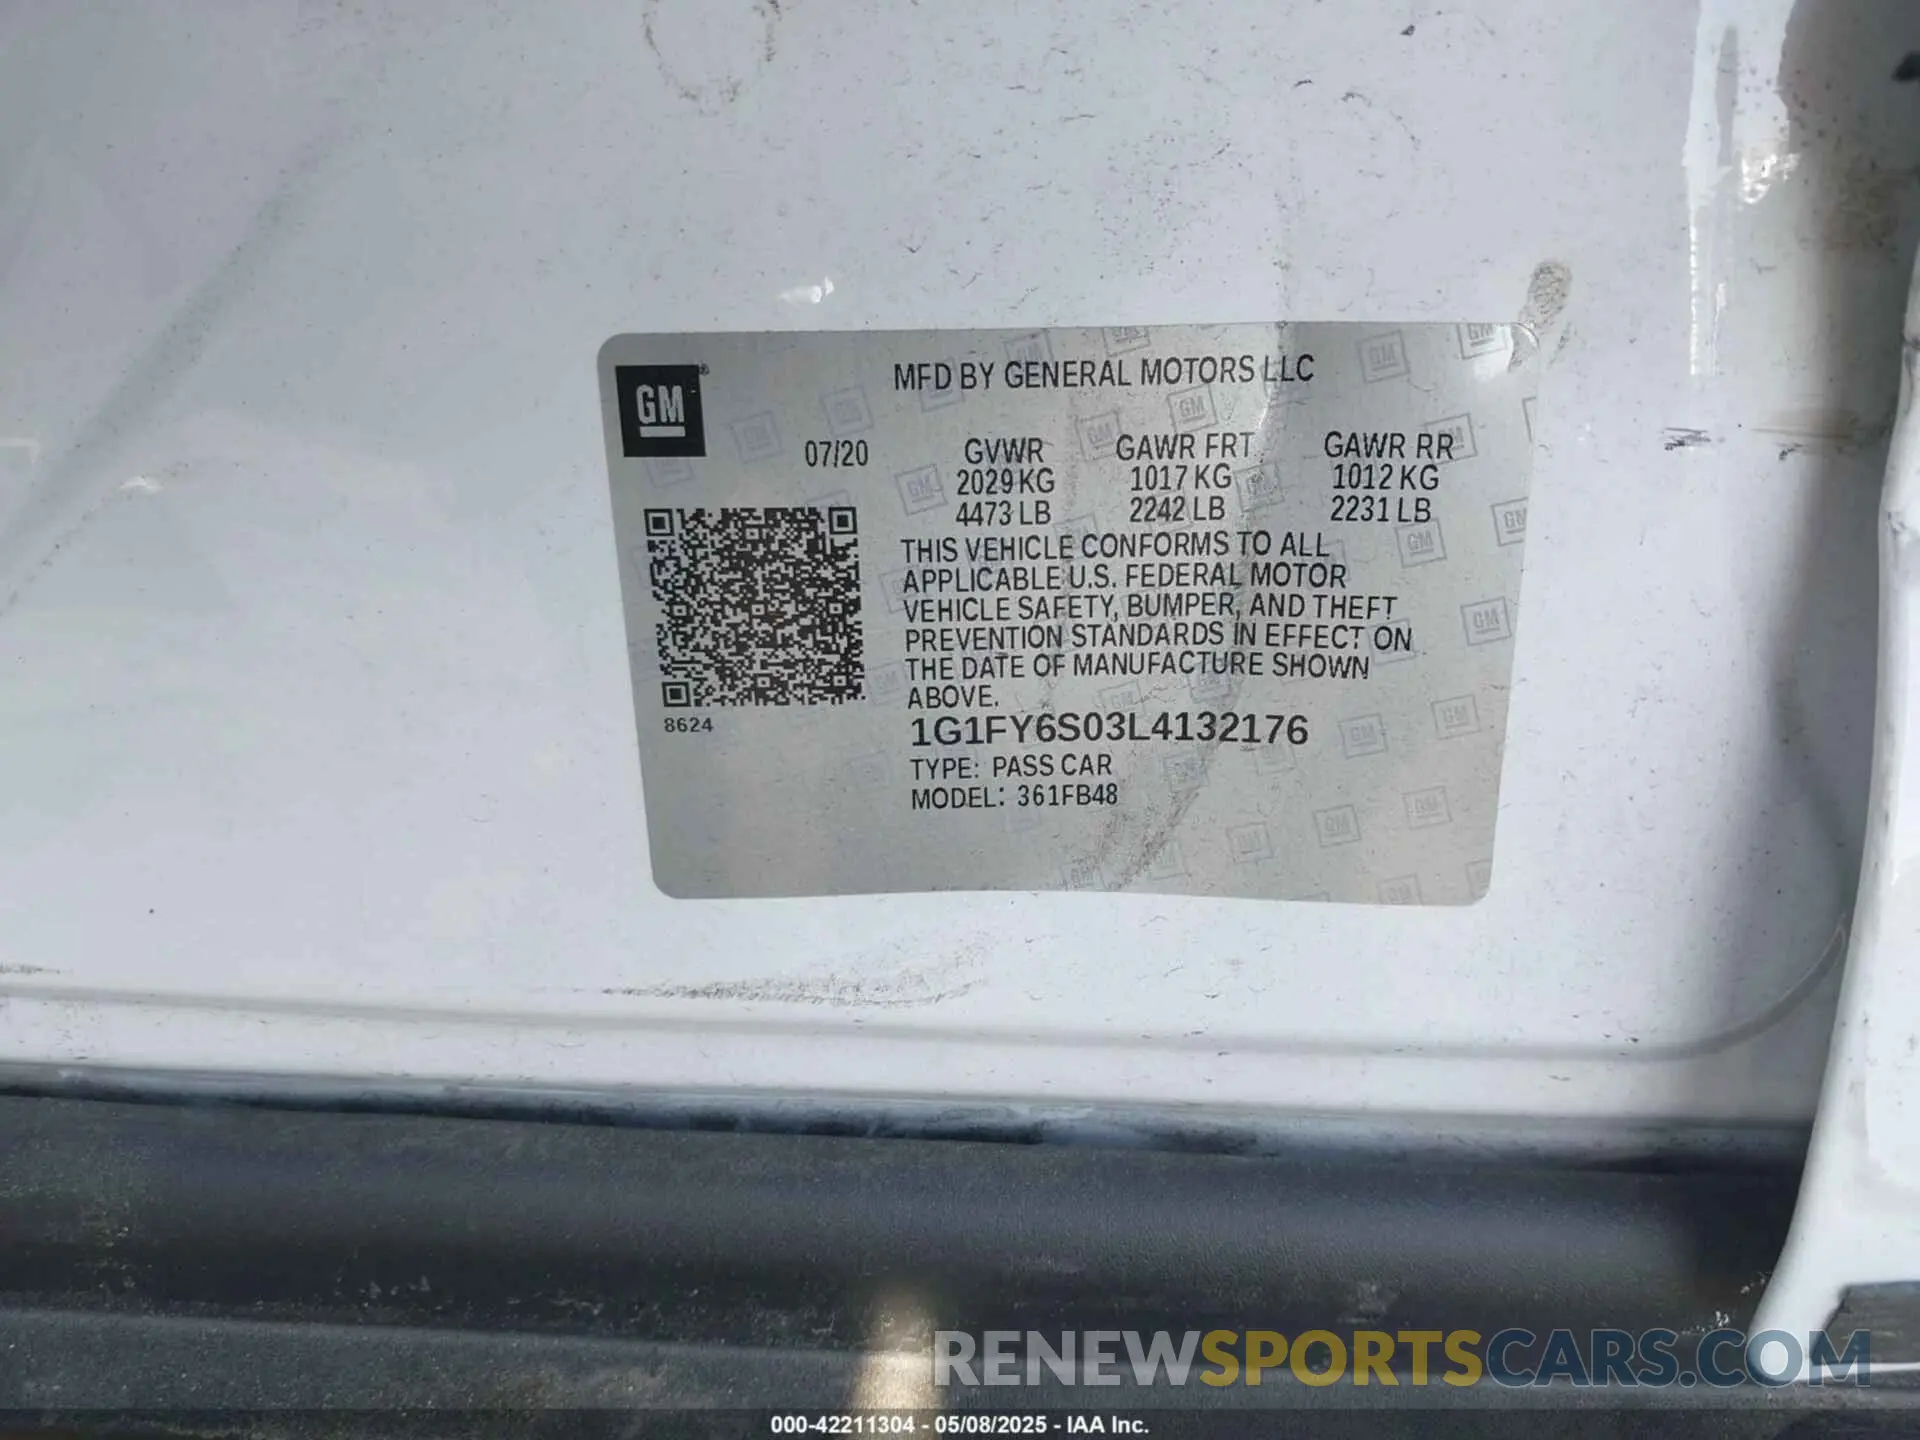 GM®
MFD BY GENERAL MOTORS LLC
07/20
GVWR GAWR FRT GAWR RR
2029 KG 1017 KG 1012 KG
4473 LB 2242 LB 2231 LB
THIS VEHICLE CONFORMS TO ALL
APPLICABLE U.S. FEDERAL MOTOR
VEHICLE SAFETY, BUMPER, AND THEFT
PREVENTION STANDARDS IN EFFECT ON
THE DATE OF MANUFACTURE SHOWN
ABOVE.
8624
1G1FY6S03L4132176
TYPE: PASS CAR
MODEL: 361FB48
RENEWSPORTSCARS.COM
000-42211304 - 05/08/2025 - IAA Inc.